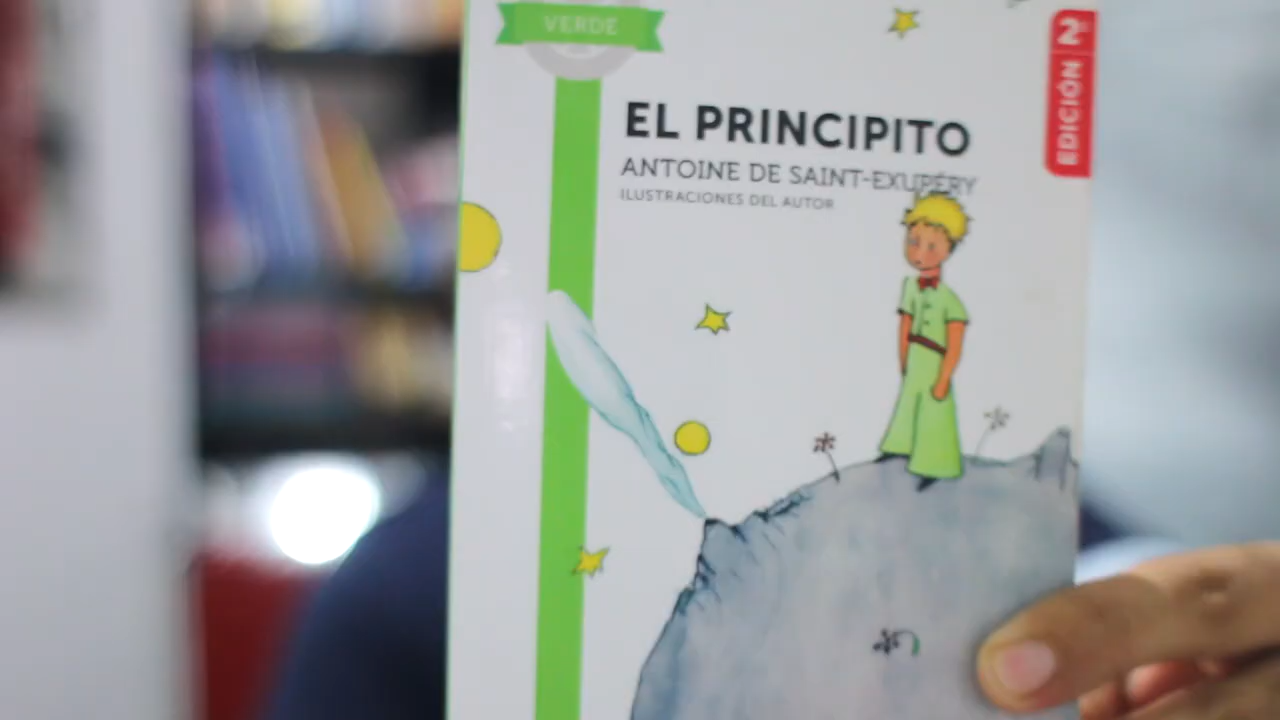 VERDE
2ª
EDICIÓN
EL PRINCIPITO
ANTOINE DE SAINT-EXUPÉRY
ILUSTRACIONES DEL AUTOR